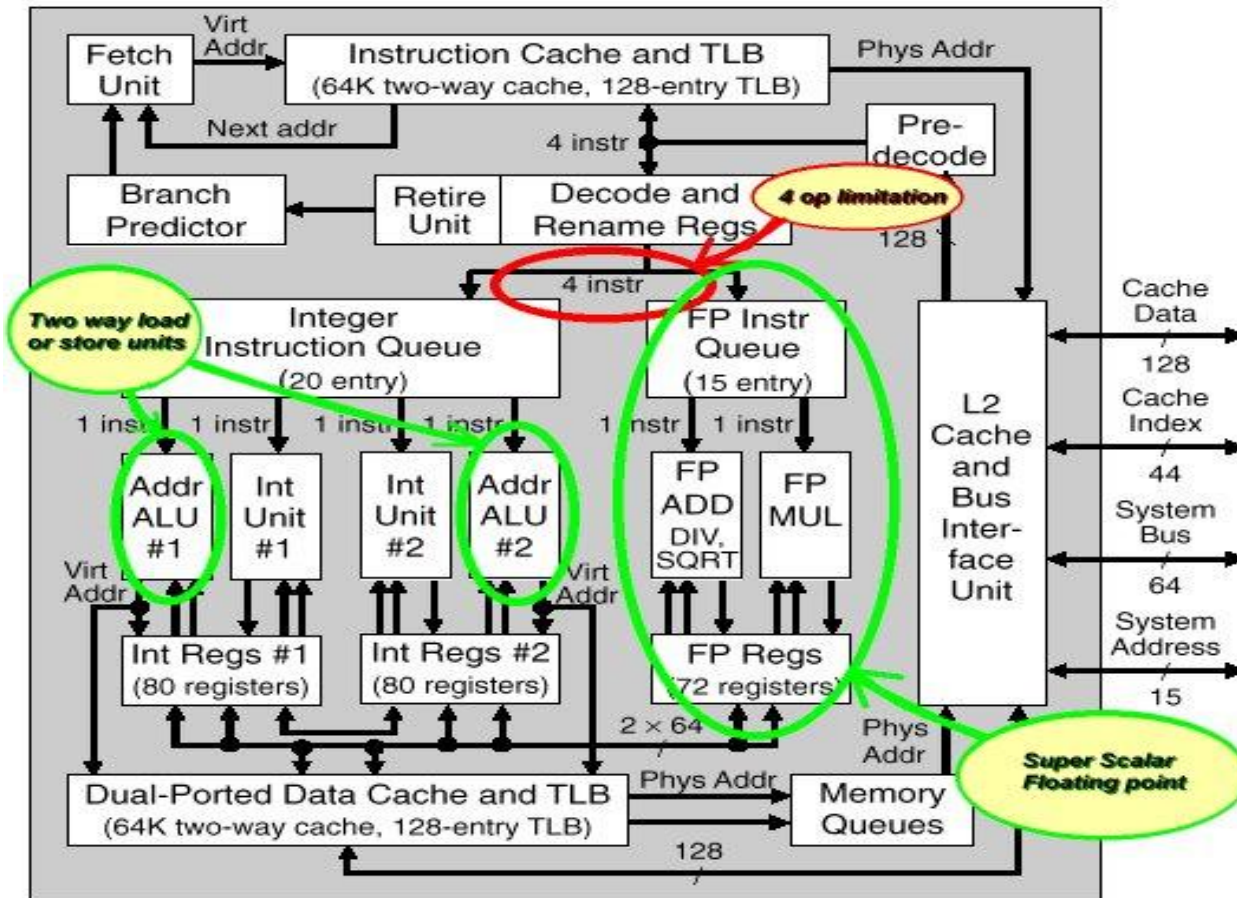 Virt
Addr
Fetch
Unit
Instruction Cache and TLB
(64K two-way cache, 128-entry TLB)
Phys Addr
Next addr
4 instr
Pre-
decode
Branch
Predictor
Retire
Unit
Decode and
Rename Regs
4 op limitation
128
4 instr
Two way load
or store units
Integer
Instruction Queue
(20 entry)
FP Instr
Queue
(15 entry)
Cache
Data
128
Cache
Index
44
System
Bus
64
System
Address
15
L2
Cache
and
Bus
Inter-
face
Unit
1 instr
1 instr
1 instr
1 instr
1 instr
1 instr
Addr
ALU
#1
Int
Unit
#1
Int
Unit
#2
Addr
ALU
#2
FP
ADD
DIV,
SQRT
FP
MUL
Virt
Addr
Virt
Addr
Int Regs #1
(80 registers)
Int Regs #2
(80 registers)
FP Regs
(72 registers)
2 × 64
Phys
Addr
Super Scalar
Floating point
Dual-Ported Data Cache and TLB
(64K two-way cache, 128-entry TLB)
Phys Addr
Memory
Queues
128